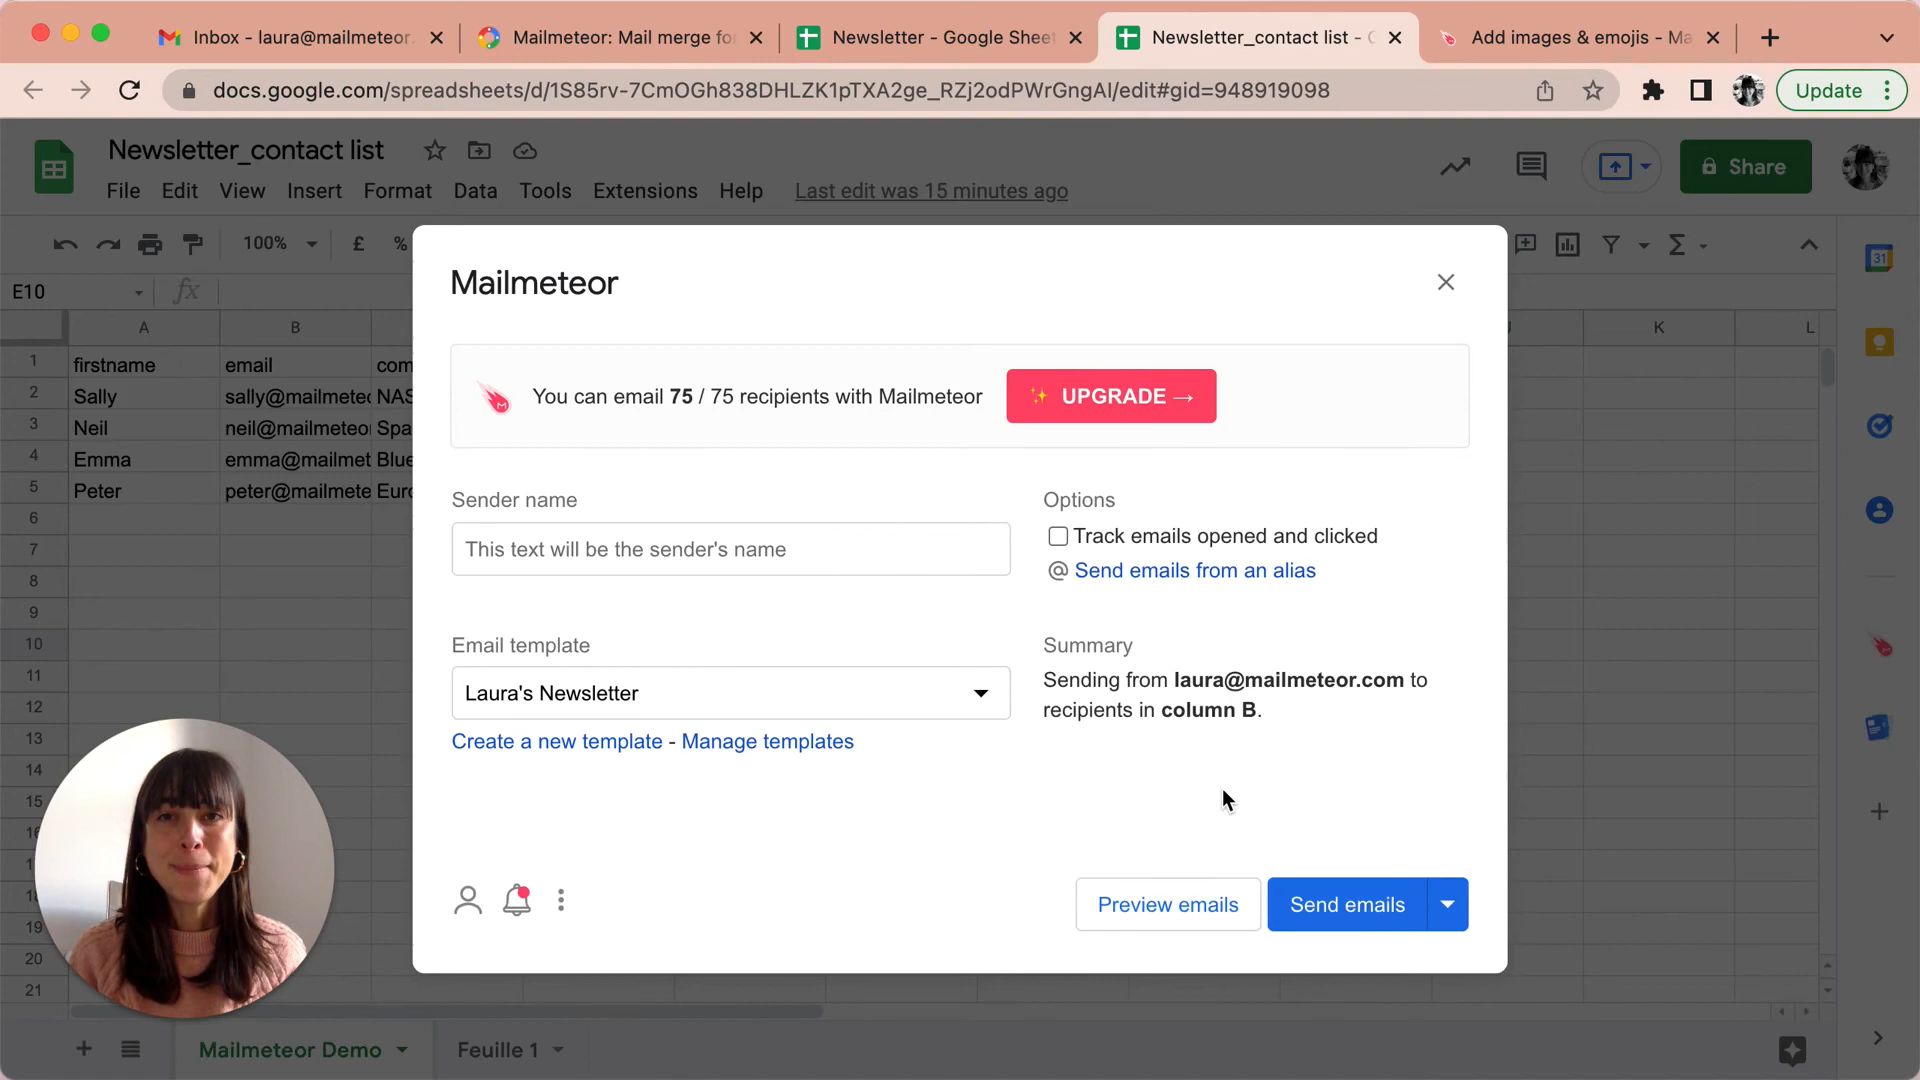 Inbox - laura@mailmeteor.
Mailmeteor: Mail merge for
Newsletter - Google Sheet
Newsletter_contact list -
Add images & emojis - Ma
docs.google.com/spreadsheets/d/1S85rv-7CmOGh838DHLZK1pTXA2ge_RZj2odPWrGngAI/edit#gid=948919098
Update
Newsletter_contact list
Share
File Edit View Insert Format Data Tools Extensions Help Last edit was 15 minutes ago
100% £ %
E10 fx
A B K L
1 firstname email com
2 Sally sally@mailmeteo NAS
3 Neil neil@mailmeteor Spa
4 Emma emma@mailmet Blue
5 Peter peter@mailmete Euro
6
7
8
9
10
11
12
13
14
15
19
20
21
Mailmeteor
You can email 75 / 75 recipients with Mailmeteor
UPGRADE →
Sender name
This text will be the sender's name
Options
Track emails opened and clicked
@ Send emails from an alias
Email template
Laura's Newsletter
Create a new template - Manage templates
Summary
Sending from laura@mailmeteor.com to
recipients in column B.
Preview emails
Send emails
Mailmeteor Demo
Feuille 1
31